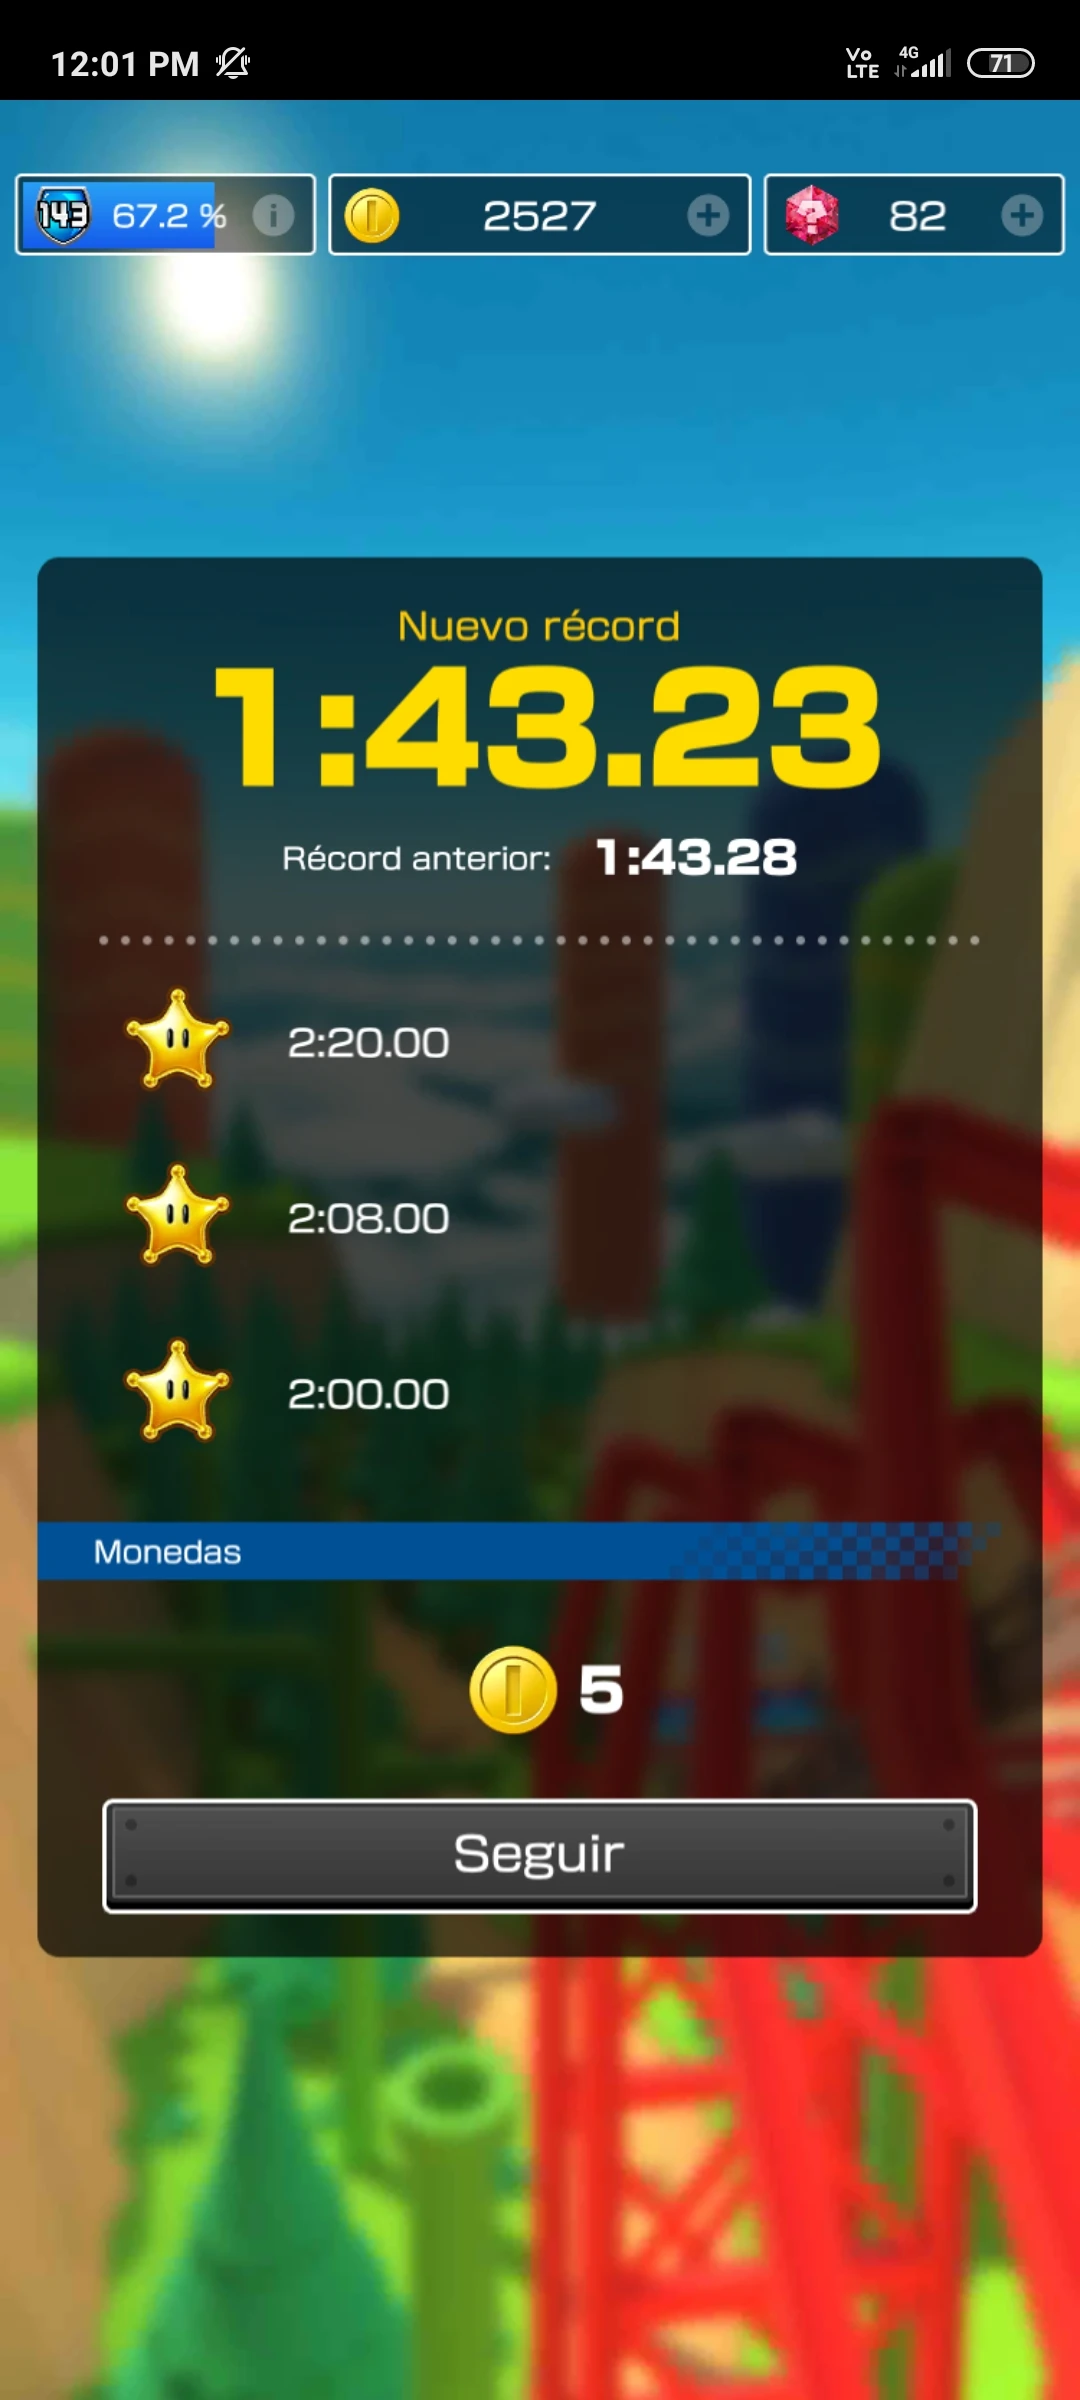 12:01 PM Vo LTE 4G 71
143 67.2 % 2527 82
Nuevo récord
1:43.23
Récord anterior: 1:43.28
2:20.00
2:08.00
2:00.00
Monedas
5
Seguir